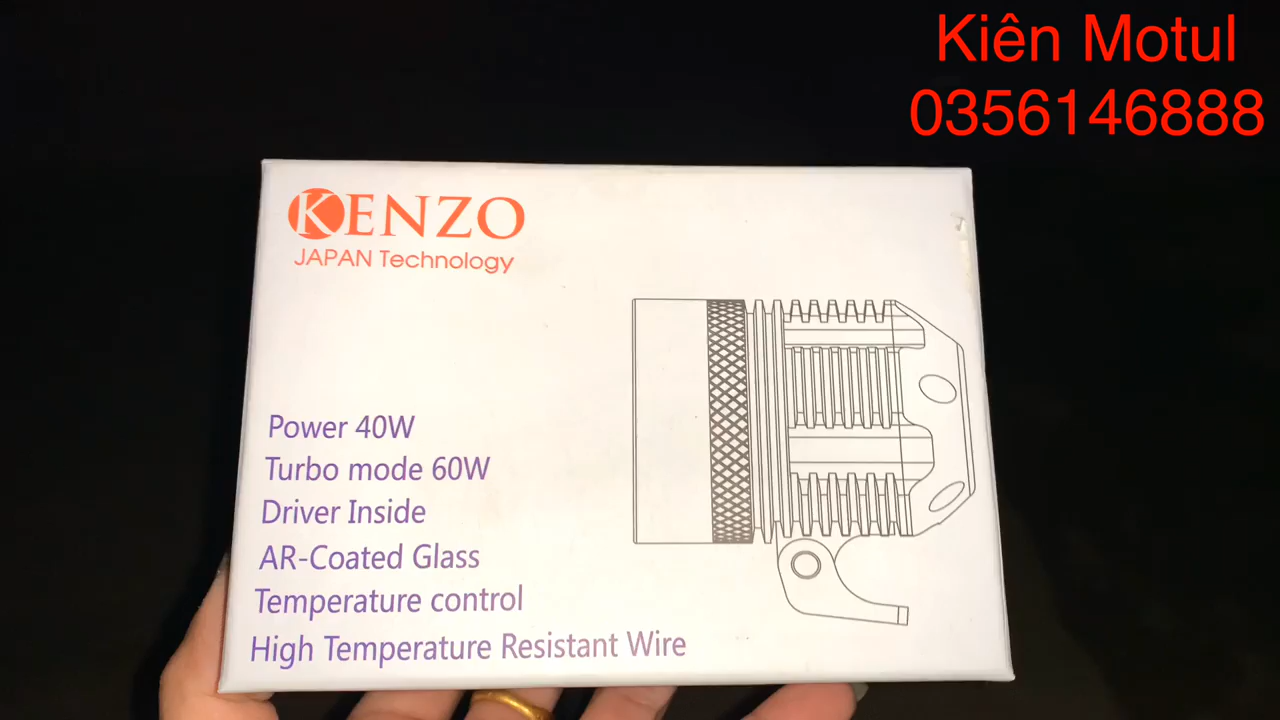 Kiên Motul
0356146888
KENZO
JAPAN Technology
Power 40W
Turbo mode 60W
Driver Inside
AR-Coated Glass
Temperature control
High Temperature Resistant Wire